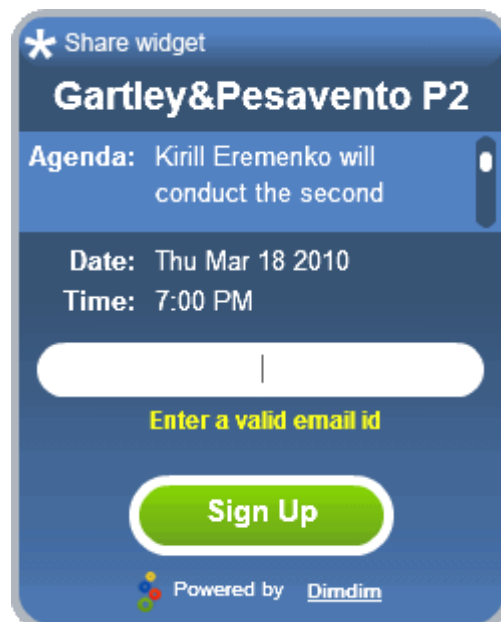 Share widget
Gartley&Pesavento P2
Agenda: Kirill Eremenko will
conduct the second
Date: Thu Mar 18 2010
Time: 7:00 PM
Enter a valid email id
Sign Up
Powered by Dimdim